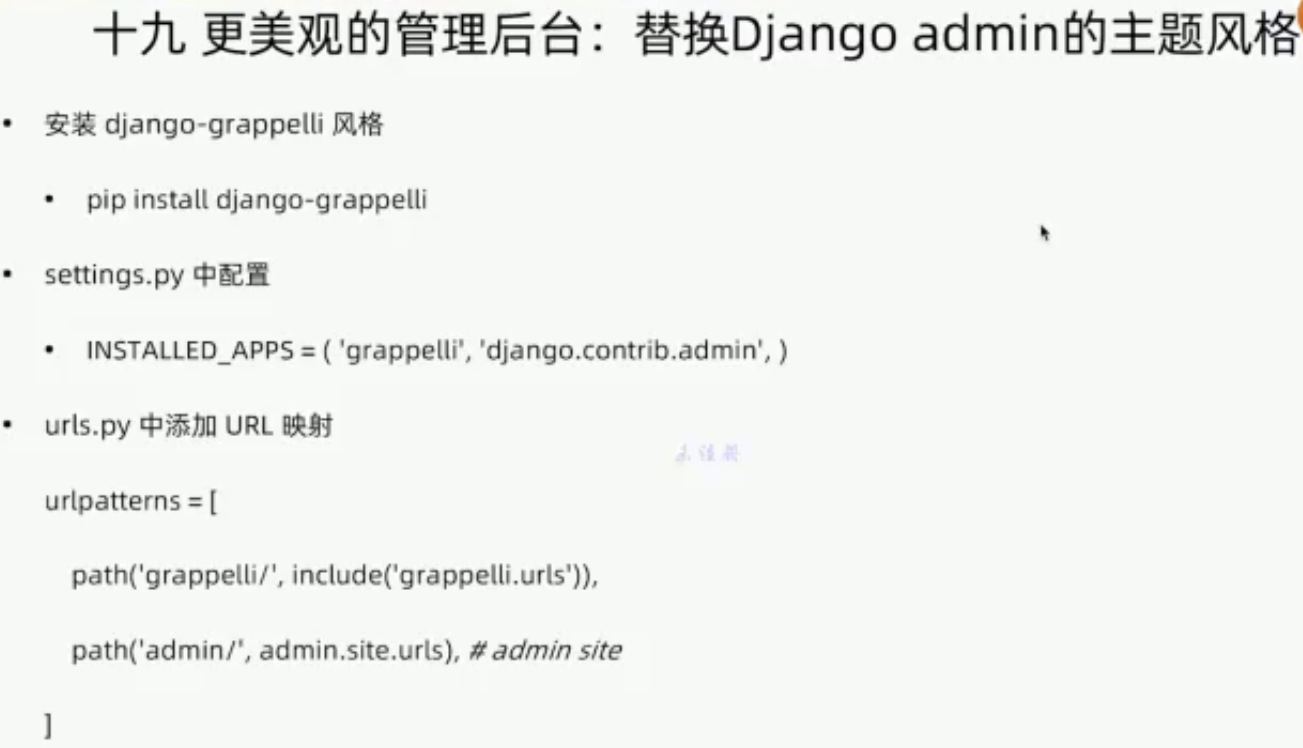 十九 更美观的管理后台：替换Django admin的主题风格
• 安装 django-grappelli 风格
• pip install django-grappelli
• settings.py 中配置
• INSTALLED_APPS = ( 'grappelli', 'django.contrib.admin', )
• urls.py 中添加 URL 映射
urlpatterns = [
path('grappelli/', include('grappelli.urls')),
path('admin/', admin.site.urls), # admin site
]